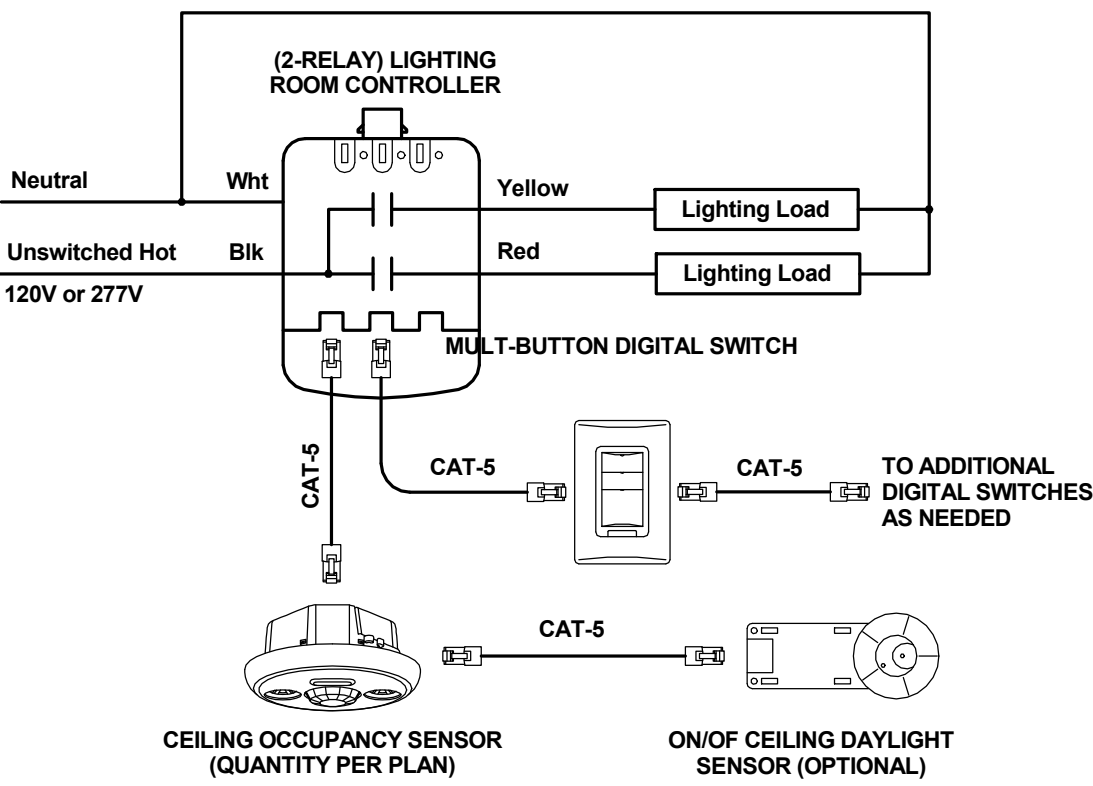 (2-RELAY) LIGHTING
ROOM CONTROLLER
Neutral
Wht
Yellow
Lighting Load
Unswitched Hot
Blk
Red
Lighting Load
120V or 277V
MULT-BUTTON DIGITAL SWITCH
CAT-5
CAT-5
CAT-5
TO ADDITIONAL
DIGITAL SWITCHES
AS NEEDED
CAT-5
CEILING OCCUPANCY SENSOR
(QUANTITY PER PLAN)
ON/OF CEILING DAYLIGHT
SENSOR (OPTIONAL)